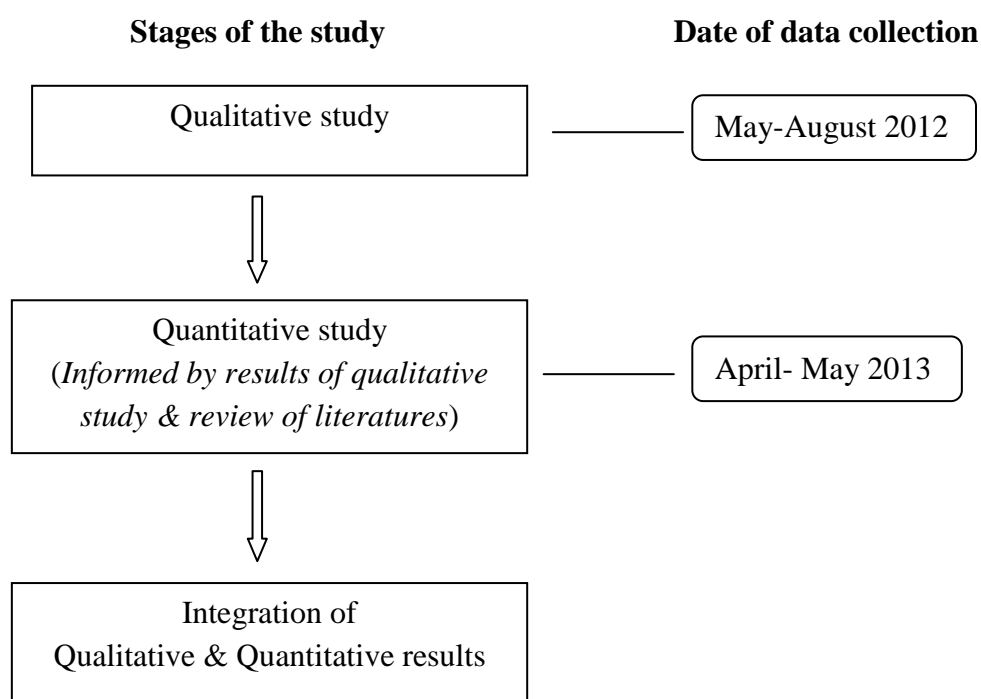 Stages of the study
Date of data collection
Qualitative study
May-August 2012
Quantitative study
(Informed by results of qualitative
study & review of literatures)
April- May 2013
Integration of
Qualitative & Quantitative results